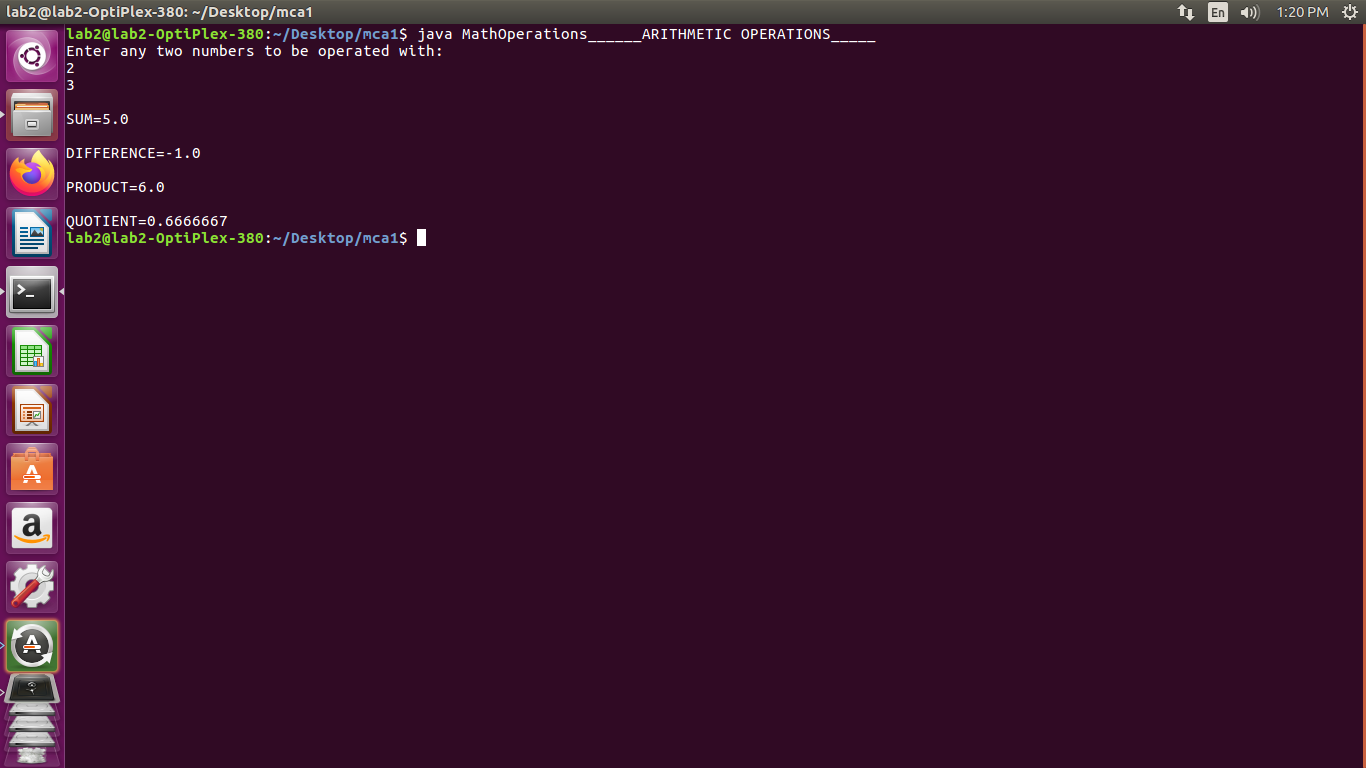 lab2@lab2-OptiPlex-380: ~/Desktop/mca1
En
1:20 PM
lab2@lab2-OptiPlex-380:~/Desktop/mca1$ java MathOperations______ARITHMETIC OPERATIONS_____
Enter any two numbers to be operated with:
2
3
SUM=5.0
DIFFERENCE=-1.0
PRODUCT=6.0
QUOTIENT=0.6666667
lab2@lab2-OptiPlex-380:~/Desktop/mca1$